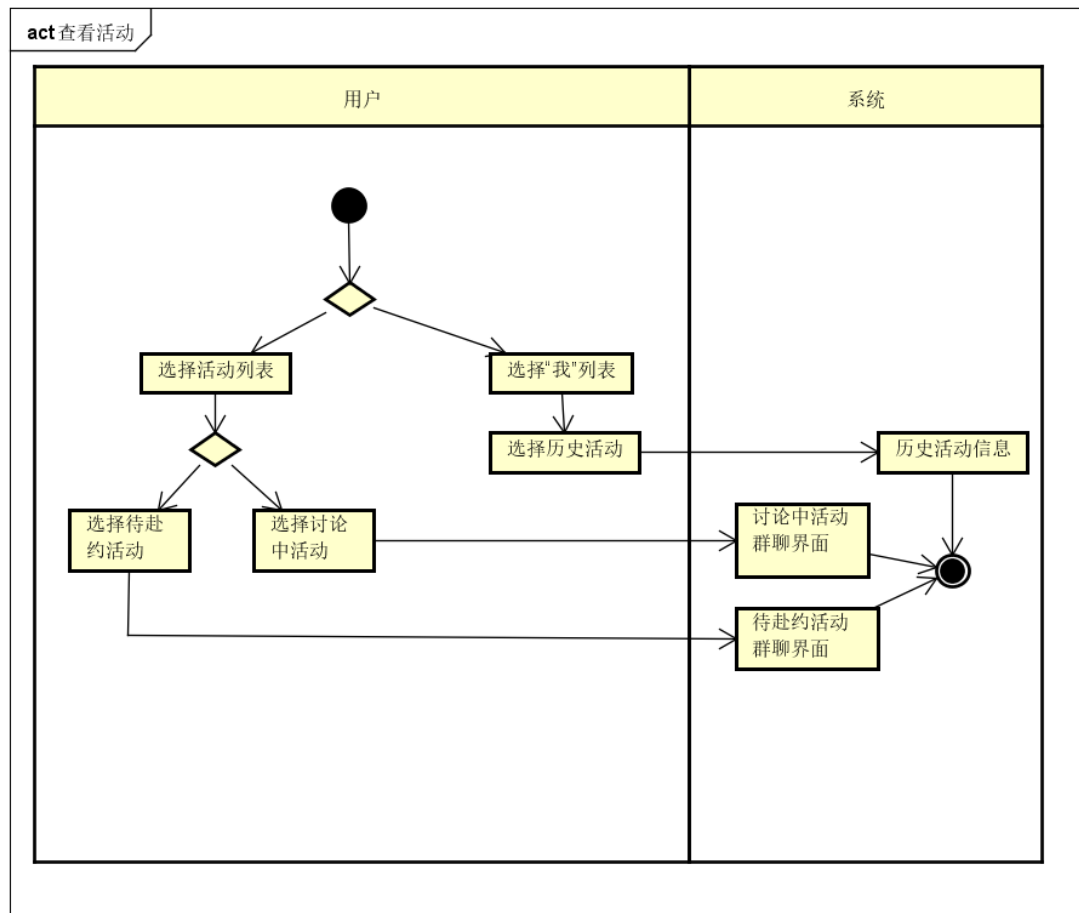 act 查看活动
用户
系统
选择活动列表
选择“我”列表
选择历史活动
历史活动信息
选择待赴
约活动
选择讨论
中活动
讨论中活动
群聊界面
待赴约活动
群聊界面